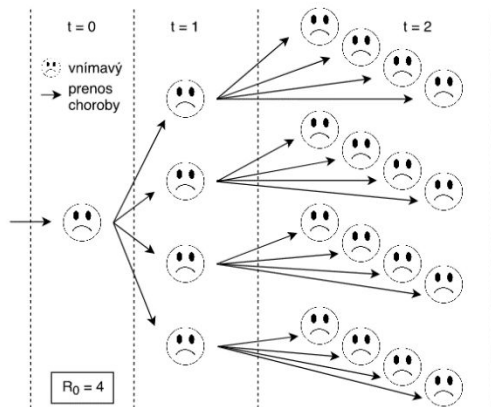 t = 0
t = 1
t = 2
vnímavý
prenos
choroby
R₀ = 4